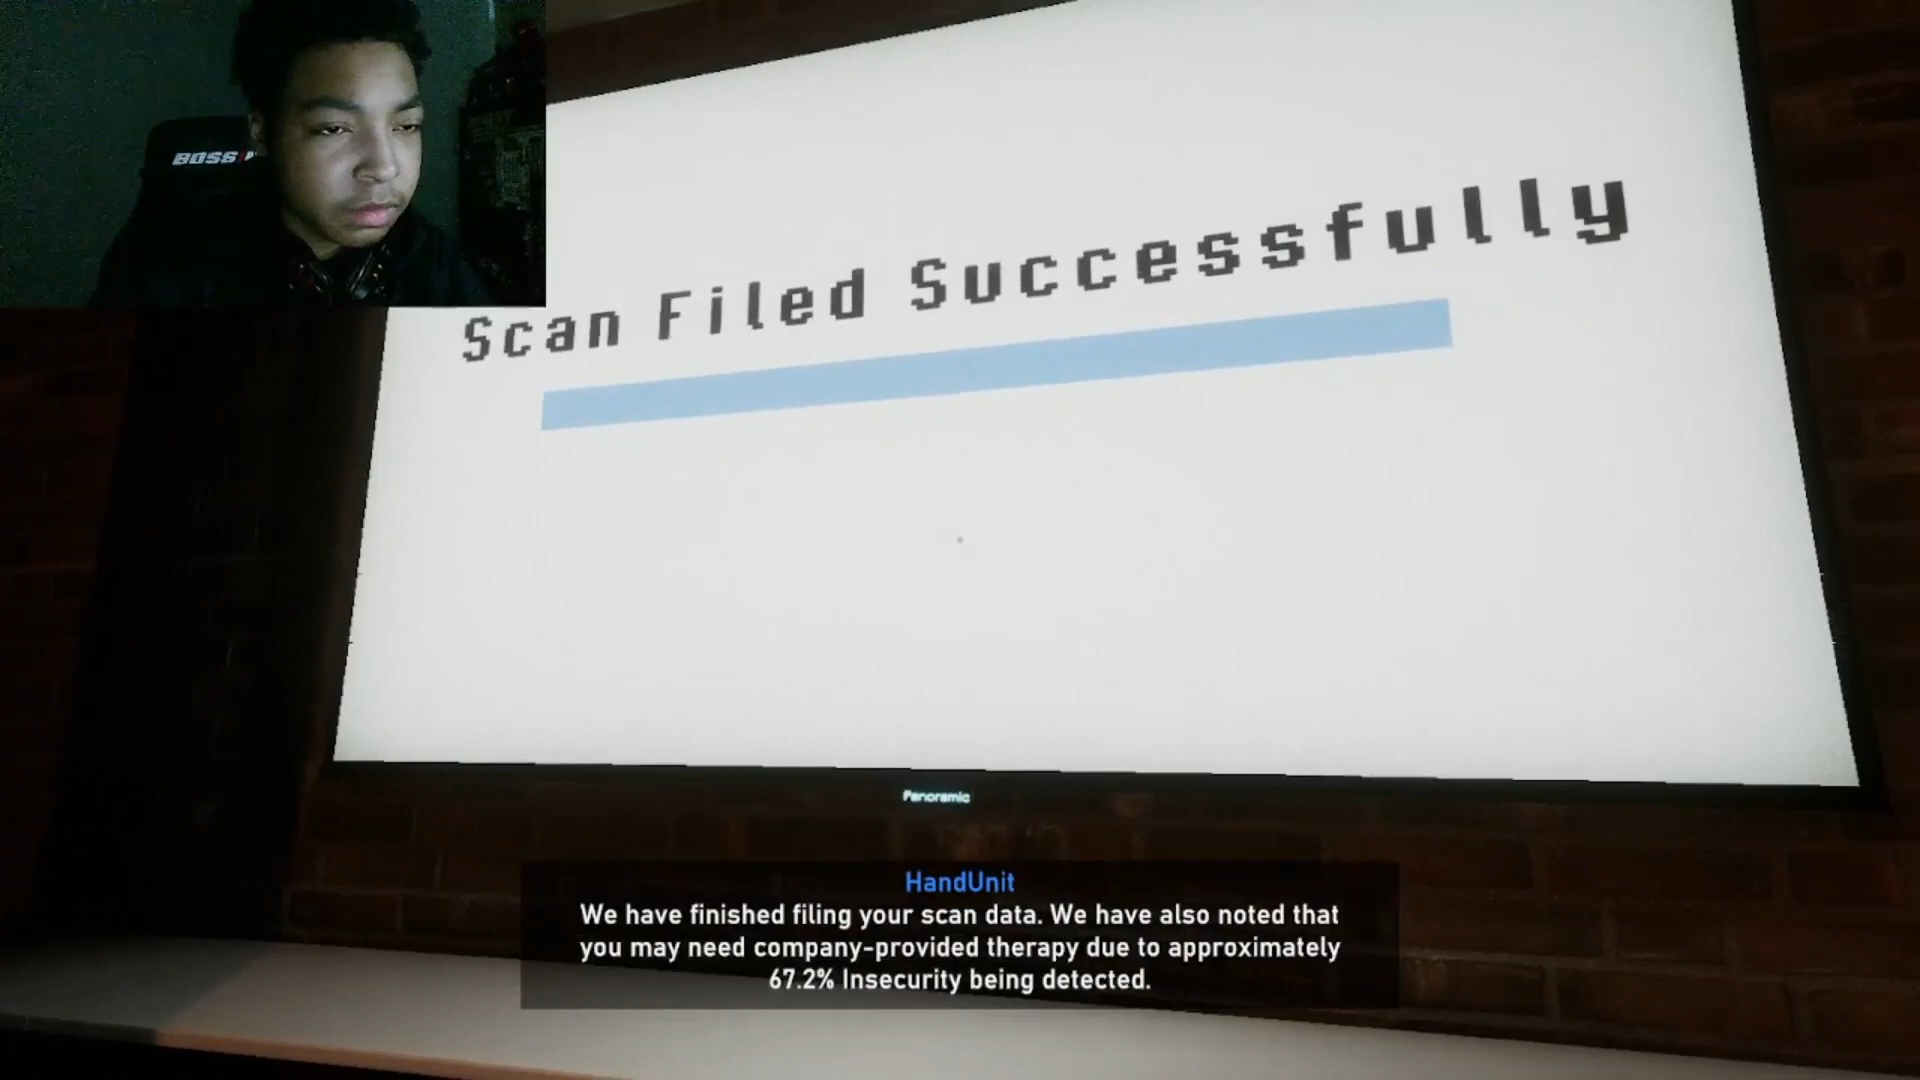 BOSS
Scan Filed Successfully
Panoramic
HandUnit
We have finished filing your scan data. We have also noted that
you may need company-provided therapy due to approximately
67.2% Insecurity being detected.